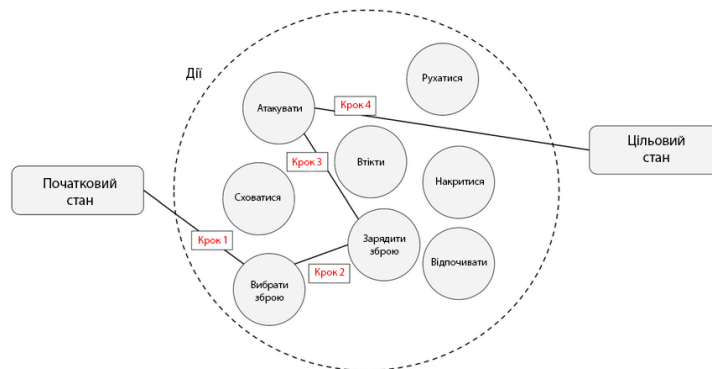 Дії
Рухатися
Атакувати
Крок 4
Цільовий
стан
Крок 3
Втікти
Початковий
стан
Сховатися
Накритися
Крок 1
Зарядити
зброю
Крок 2
Відпочивати
Вибрати
зброю